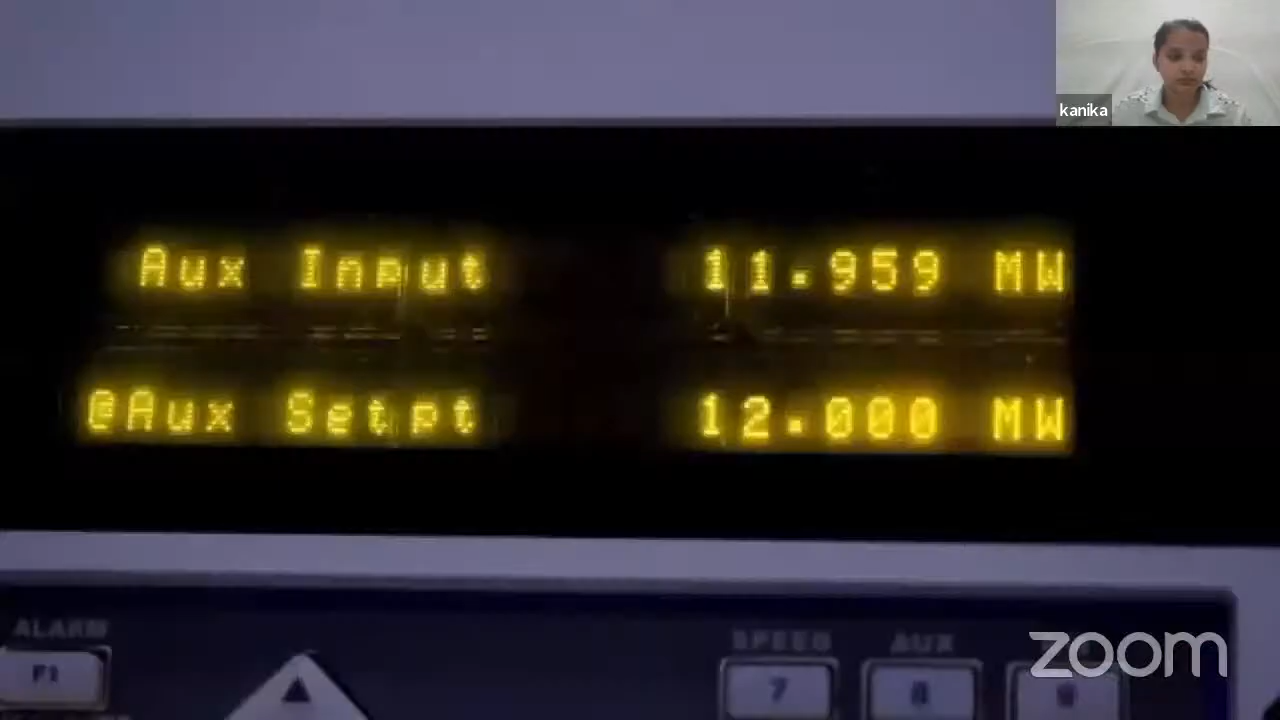 kanika
Aux Input 11.959 MW
@Aux Setpt 12.000 MW
ALARM
SPEED AUX
F1
7 8
zoom